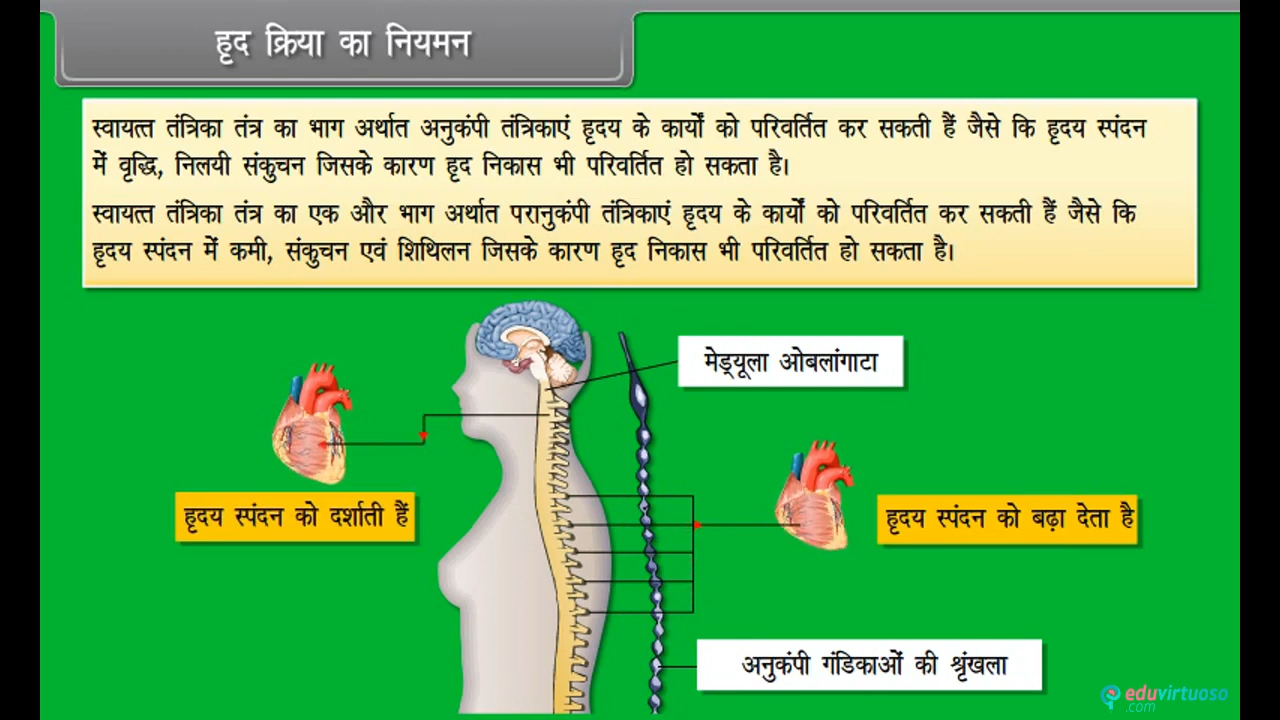 हृद क्रिया का नियमन
स्वायत्त तंत्रिका तंत्र का भाग अर्थात अनुकंपी तंत्रिकाएं हृदय के कार्यों को परिवर्तित कर सकती हैं जैसे कि हृदय स्पंदन
में वृद्धि, निलयी संकुचन जिसके कारण हृद निकास भी परिवर्तित हो सकता है।
स्वायत्त तंत्रिका तंत्र का एक और भाग अर्थात परानुकंपी तंत्रिकाएं हृदय के कार्यों को परिवर्तित कर सकती हैं जैसे कि
हृदय स्पंदन में कमी, संकुचन एवं शिथिलन जिसके कारण हृद निकास भी परिवर्तित हो सकता है।
मेड्यूला ओबलांगाटा
हृदय स्पंदन को दर्शाती हैं
हृदय स्पंदन को बढ़ा देता है
अनुकंपी गंडिकाओं की श्रृंखला
eduvirtuoso
.com